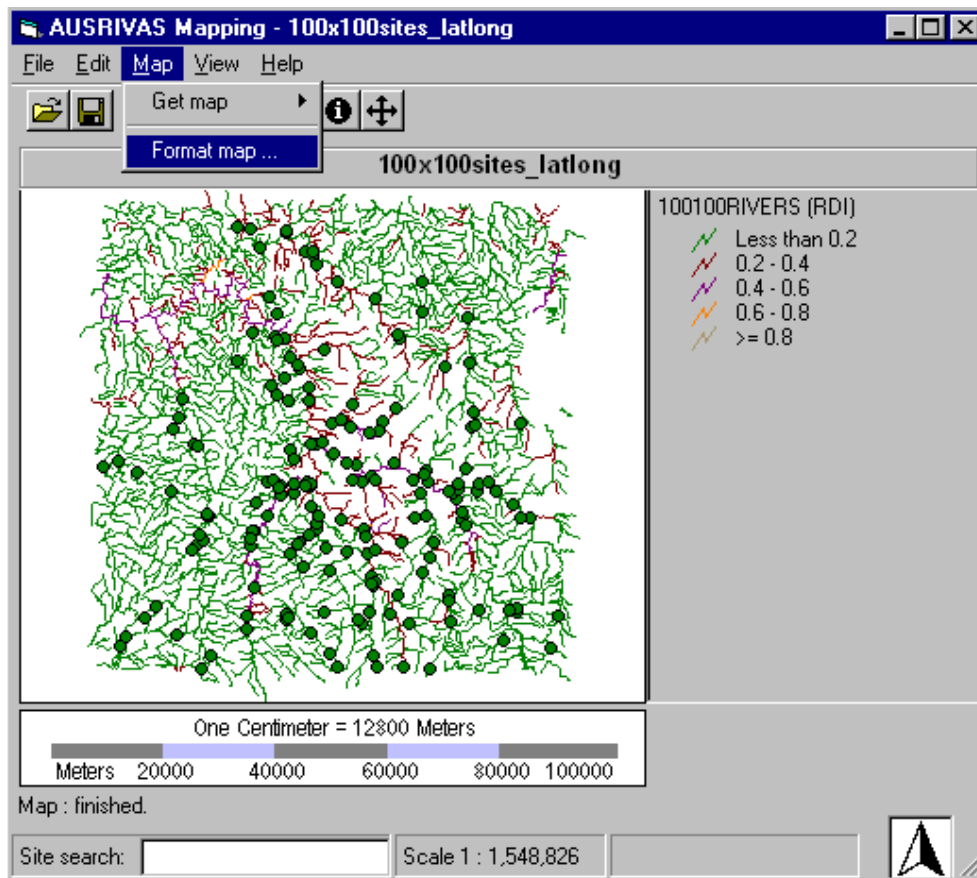 AUSRIVAS Mapping - 100x100sites_latlong
File Edit Map View Help
Get map
Format map ...
100x100sites_latlong
100100RIVERS (RDI)
Less than 0.2
0.2 - 0.4
0.4 - 0.6
0.6 - 0.8
>= 0.8
One Centimeter = 12800 Meters
Meters 20000 40000 60000 80000 100000
Map : finished.
Site search:
Scale 1 : 1,548,826